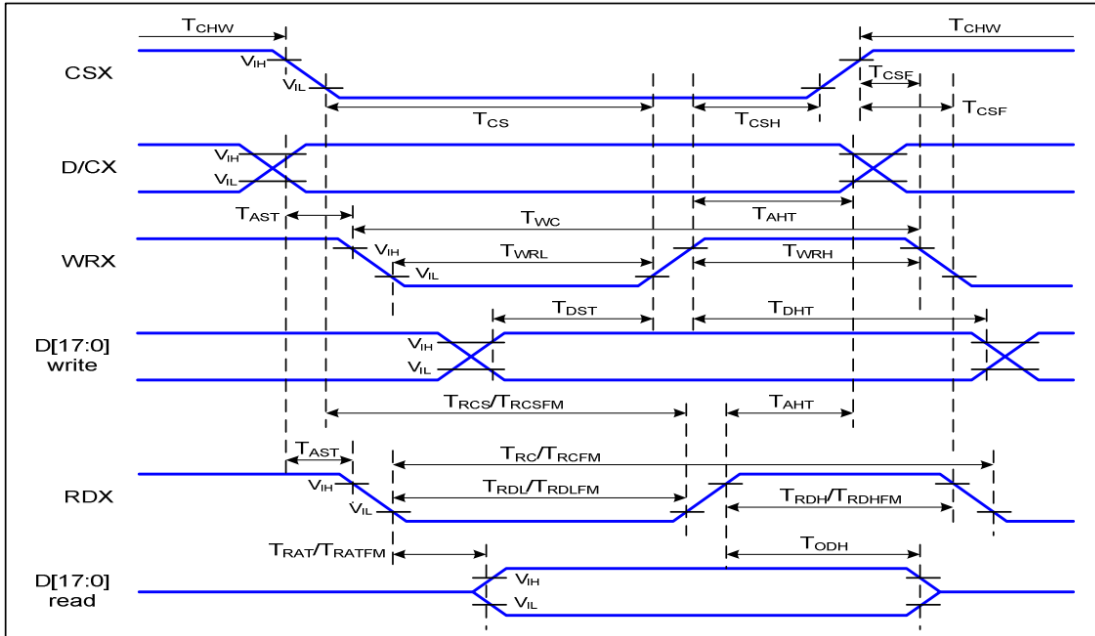 TCHW TCHW
CSX VIH VIL TCSF
TCS TCSH TCSF
D/CX VIH VIL
TAST TWC TAHT
WRX VIH VIL TWRL TWRH
TDST TDHT
D[17:0]
write VIH VIL
TRCS/TRCSFM TAHT
TAST TRC/TRCFM
RDX VIH VIL TRDL/TRDLFM TRDH/TRDHFM
TRAT/TRATFM TODH
D[17:0]
read VIH VIL